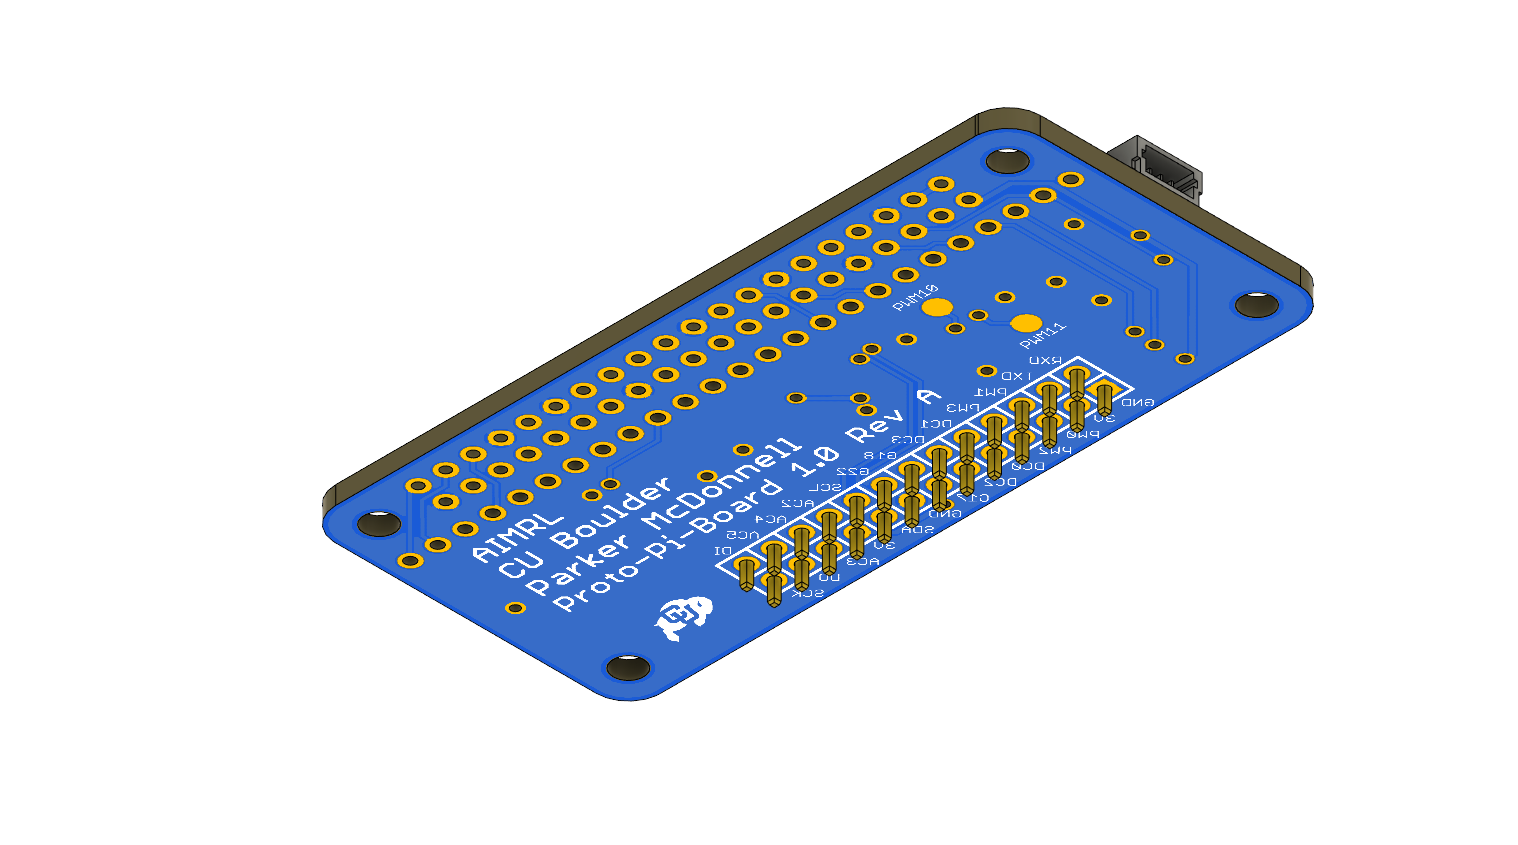 PWM10
PWM11
RXD
TXD
PW1
PW3
DC1
DC3
G18
G22
SCL
AC2
AC4
AC5
DI
GND
3V
PW0
PW2
DC0
DC2
G17
GND
SDA
3V
AC3
DO
SCK
AIMRL
CU Boulder
Parker McDonnell
Proto-pi-Board 1.0 Rev A
CU